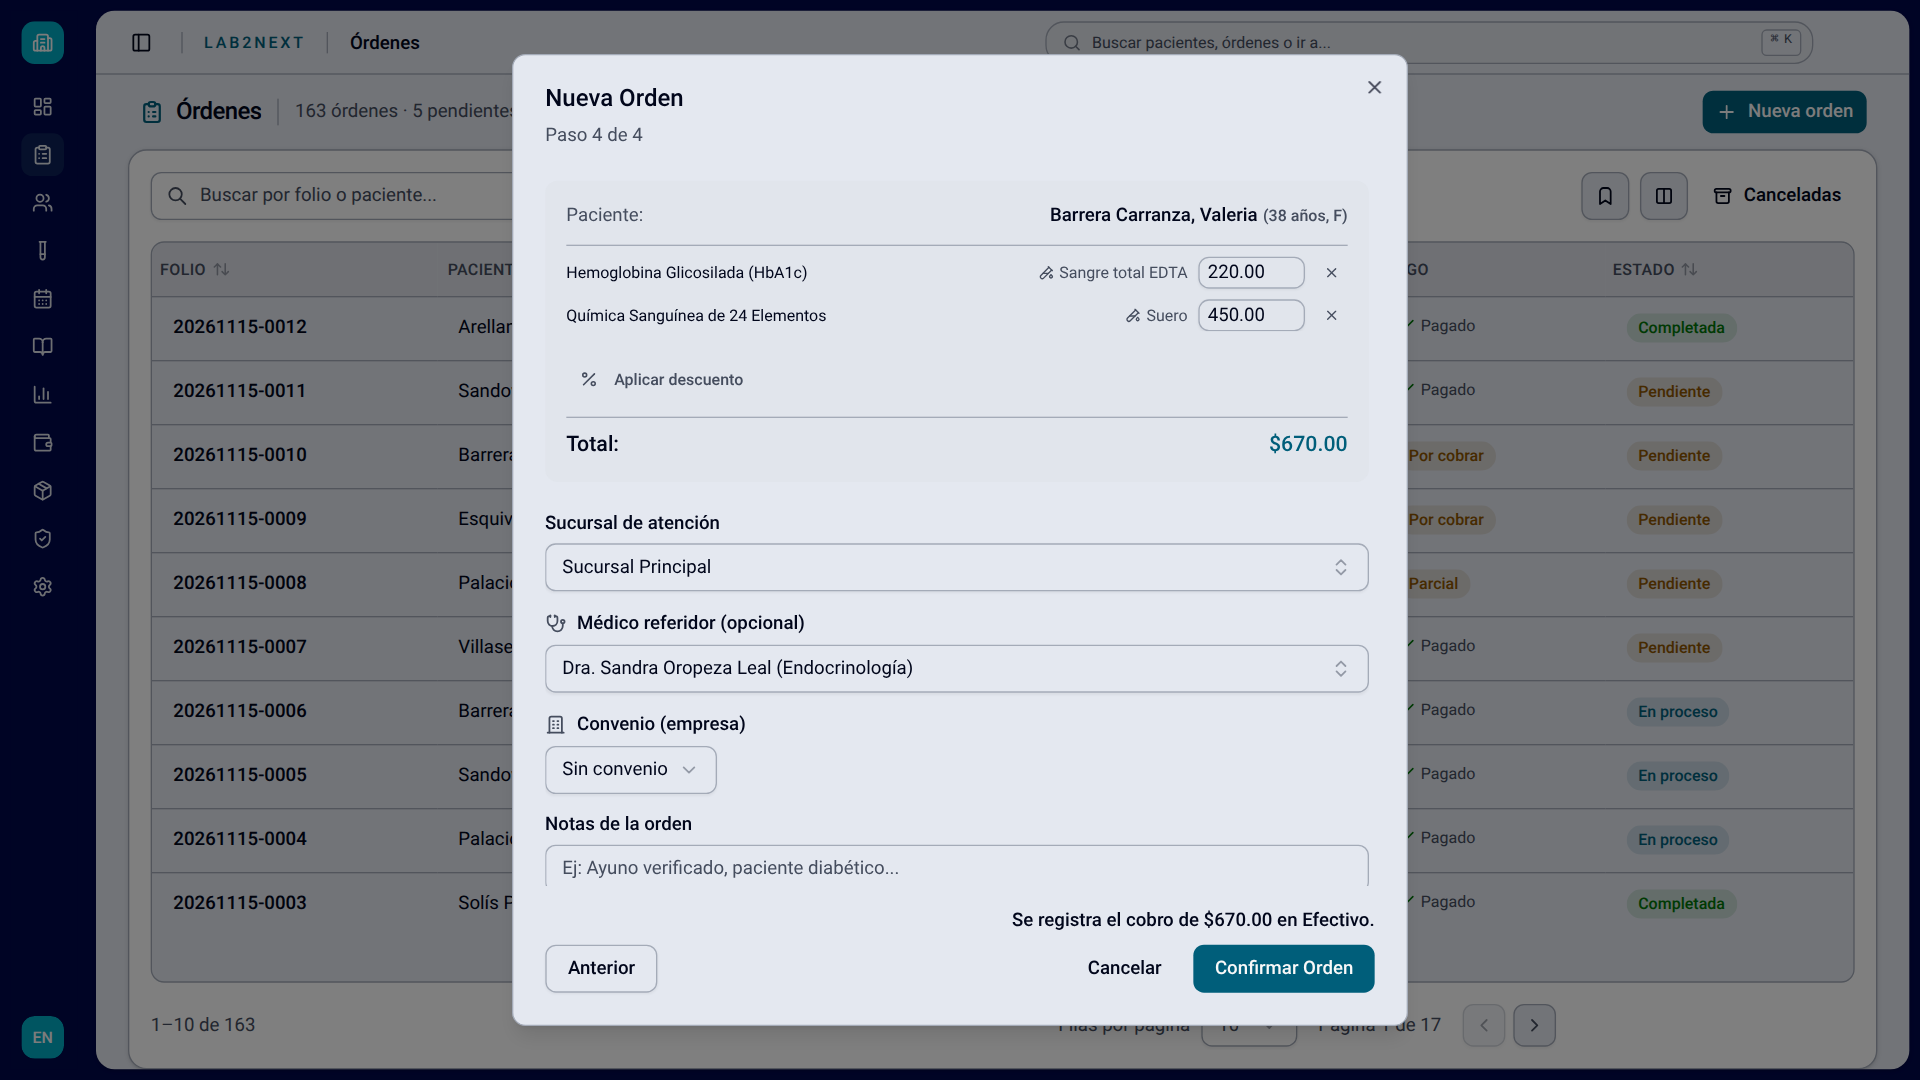 LAB2NEXT
Órdenes
Buscar pacientes, órdenes o ir a...
⌘ K
Órdenes
163 órdenes · 5 pendientes
Nueva orden
Buscar por folio o paciente...
Canceladas
FOLIO
ESTADO
20261115-0012
Pagado
Completada
20261115-0011
Pagado
Pendiente
20261115-0010
Por cobrar
Pendiente
20261115-0009
Por cobrar
Pendiente
20261115-0008
Parcial
Pendiente
20261115-0007
Pagado
Pendiente
20261115-0006
Pagado
En proceso
20261115-0005
Pagado
En proceso
20261115-0004
Pagado
En proceso
20261115-0003
Solís
Pagado
Completada
1–10 de 163
de 17
EN
Nueva Orden
Paso 4 de 4
Paciente:
Barrera Carranza, Valeria (38 años, F)
Hemoglobina Glicosilada (HbA1c)
Sangre total EDTA
220.00
Química Sanguínea de 24 Elementos
Suero
450.00
Aplicar descuento
Total:
$670.00
Sucursal de atención
Sucursal Principal
Médico referidor (opcional)
Dra. Sandra Oropeza Leal (Endocrinología)
Convenio (empresa)
Sin convenio
Notas de la orden
Ej: Ayuno verificado, paciente diabético...
Se registra el cobro de $670.00 en Efectivo.
Anterior
Cancelar
Confirmar Orden